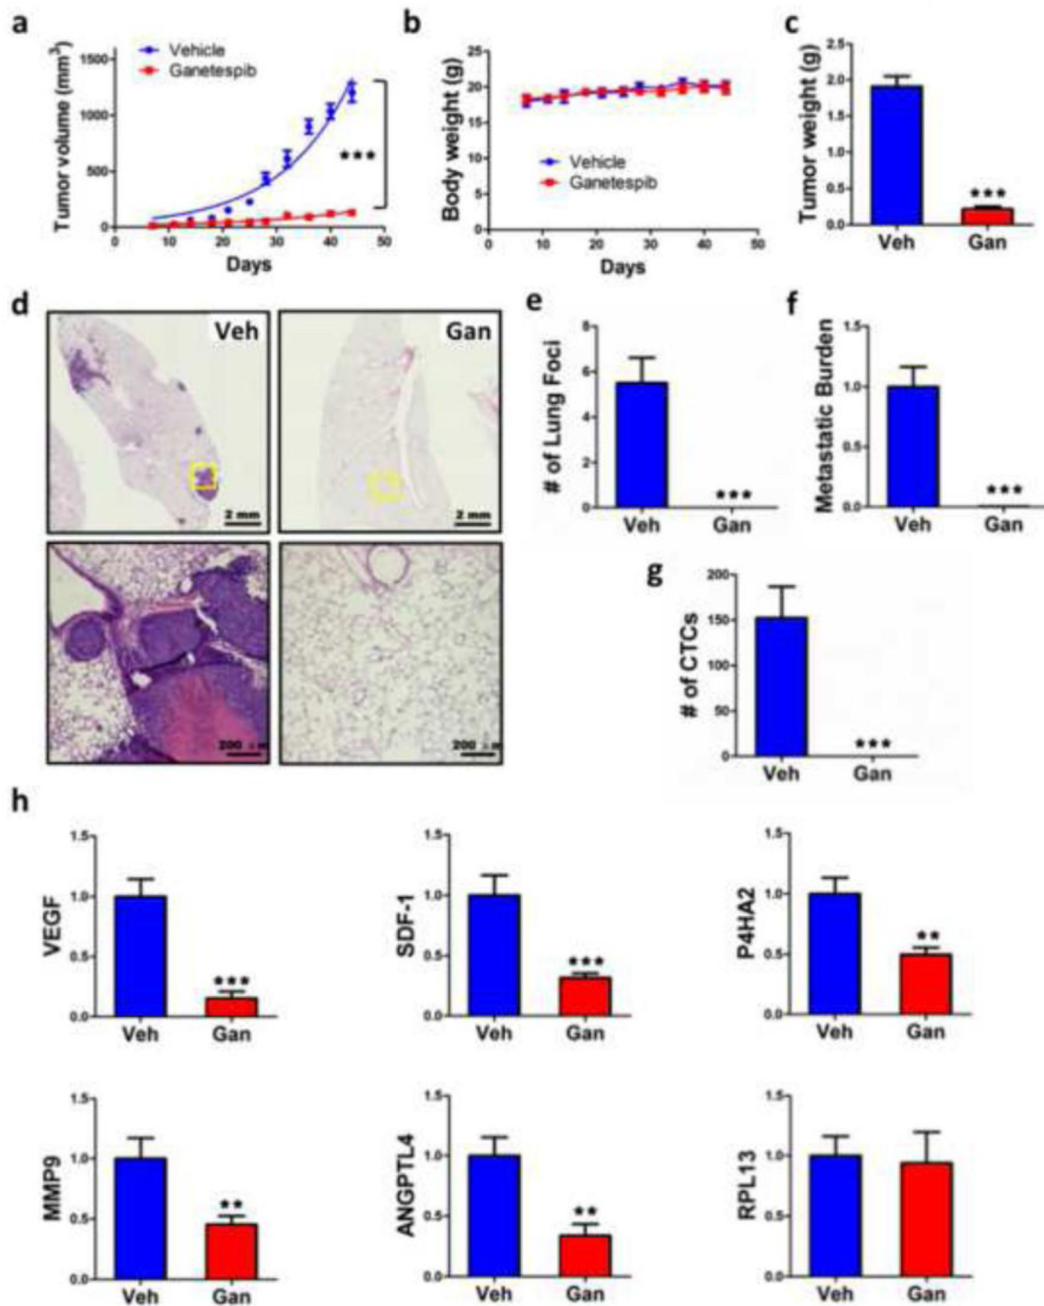 a
Tumor volume (mm³)
1500
1000
500
0
Vehicle
Ganetespib
***
0 10 20 30 40 50
Days
b
Body weight (g)
25
20
15
10
5
0
Vehicle
Ganetespib
0 10 20 30 40 50
Days
c
Tumor weight (g)
2.5
2.0
1.5
1.0
0.5
0.0
***
Veh Gan
d
Veh
2 mm
Gan
2 mm
200
200
e
# of Lung Foci
8
6
4
2
0
***
Veh Gan
f
Metastatic Burden
1.5
1.0
0.5
0.0
***
Veh Gan
g
# of CTCs
200
150
100
50
0
***
Veh Gan
h
VEGF
1.5
1.0
0.5
0.0
***
Veh Gan
SDF-1
1.5
1.0
0.5
0.0
***
Veh Gan
P4HA2
1.5
1.0
0.5
0.0
**
Veh Gan
MMP9
1.5
1.0
0.5
0.0
**
Veh Gan
ANGPTL4
1.5
1.0
0.5
0.0
**
Veh Gan
RPL13
1.5
1.0
0.5
0.0
Veh Gan